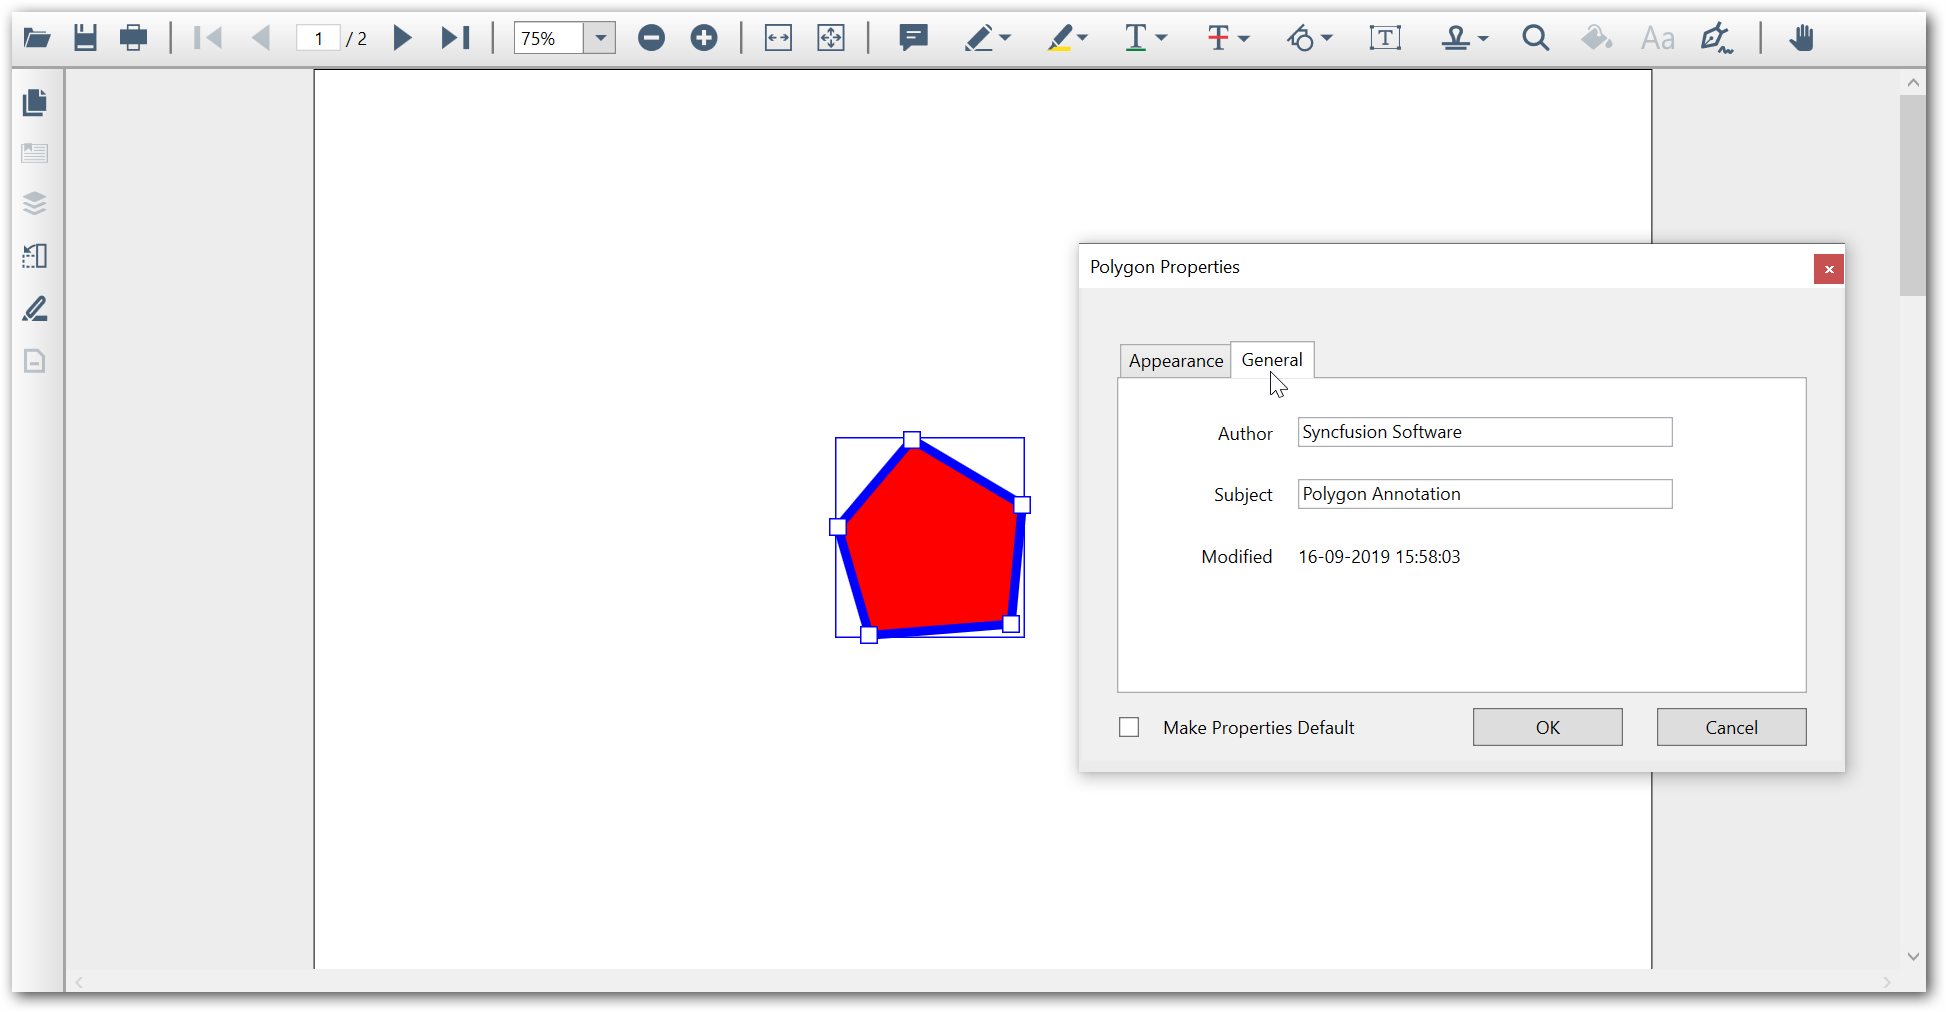 1 / 2 75% T T T Aa
Polygon Properties
Appearance General
Author Syncfusion Software
Subject Polygon Annotation
Modified 16-09-2019 15:58:03
Make Properties Default OK Cancel